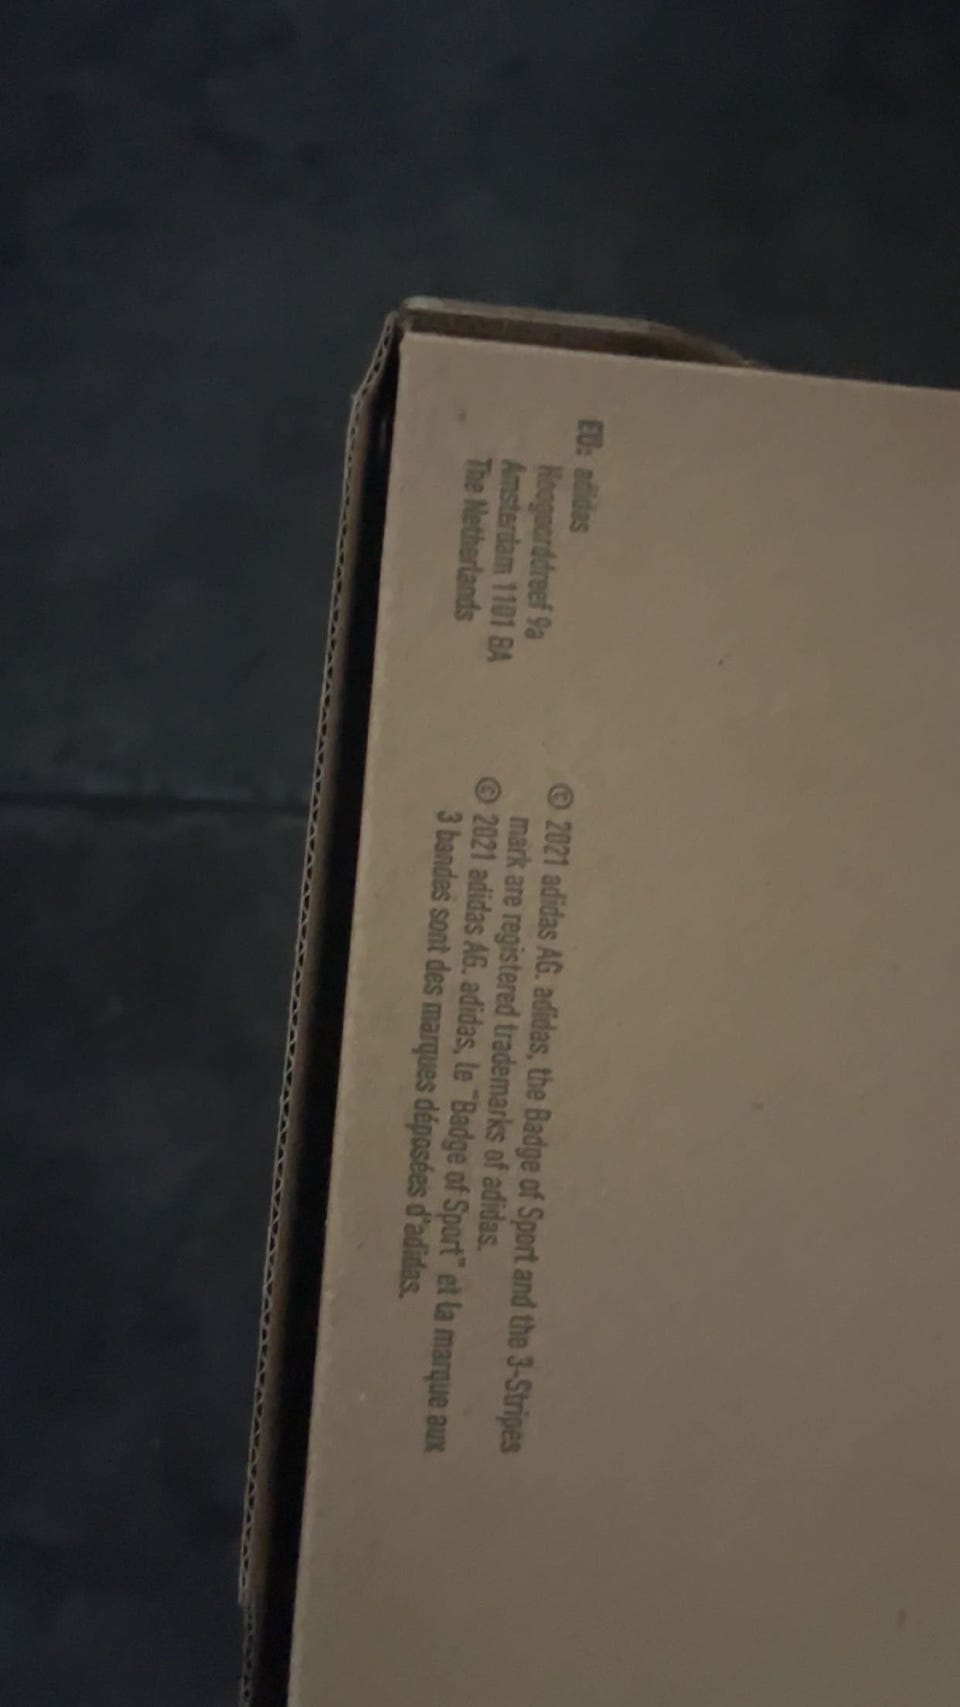 EU: adidas
Hoogoorddreef 9a
Amsterdam 1101 BA
The Netherlands
© 2021 adidas AG. adidas, the Badge of Sport and the 3-Stripes
mark are registered trademarks of adidas.
© 2021 adidas AG. adidas, le "Badge of Sport" et la marque aux
3 bandes sont des marques déposées d'adidas.